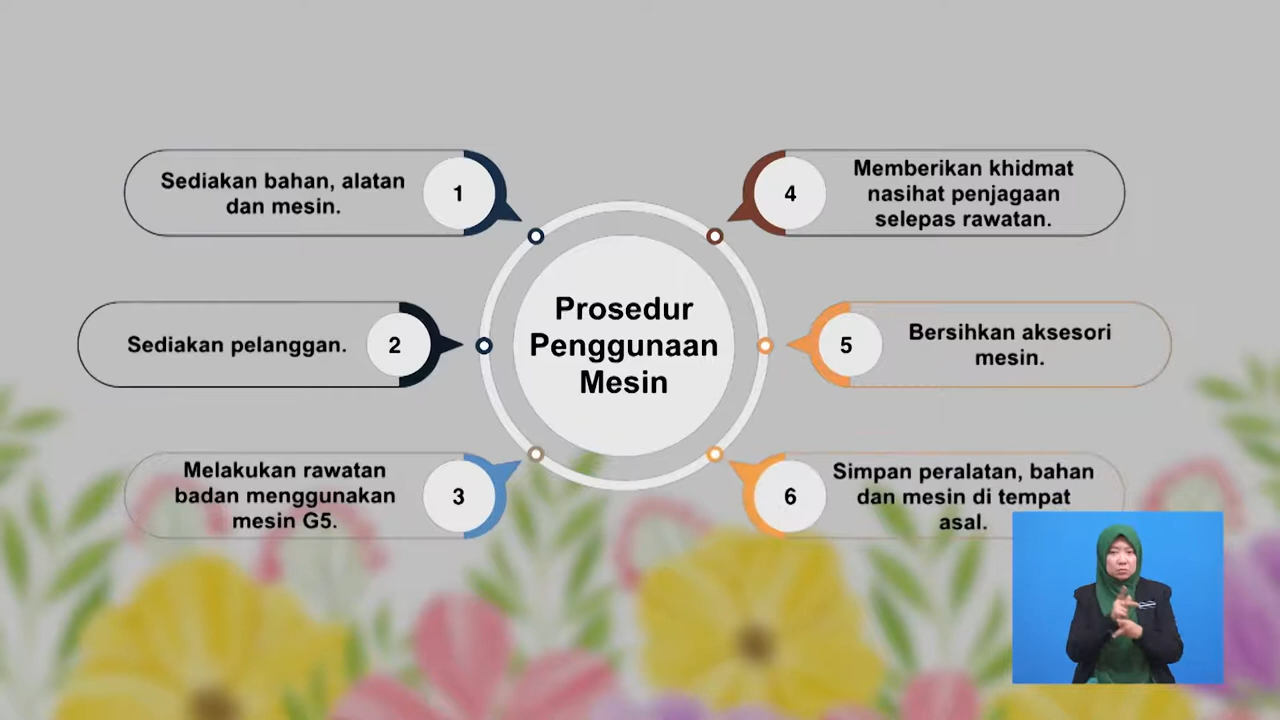 Prosedur
Penggunaan
Mesin
1
Sediakan bahan, alatan
dan mesin.
2
Sediakan pelanggan.
3
Melakukan rawatan
badan menggunakan
mesin G5.
4
Memberikan khidmat
nasihat penjagaan
selepas rawatan.
5
Bersihkan aksesori
mesin.
6
Simpan peralatan, bahan
dan mesin di tempat
asal.